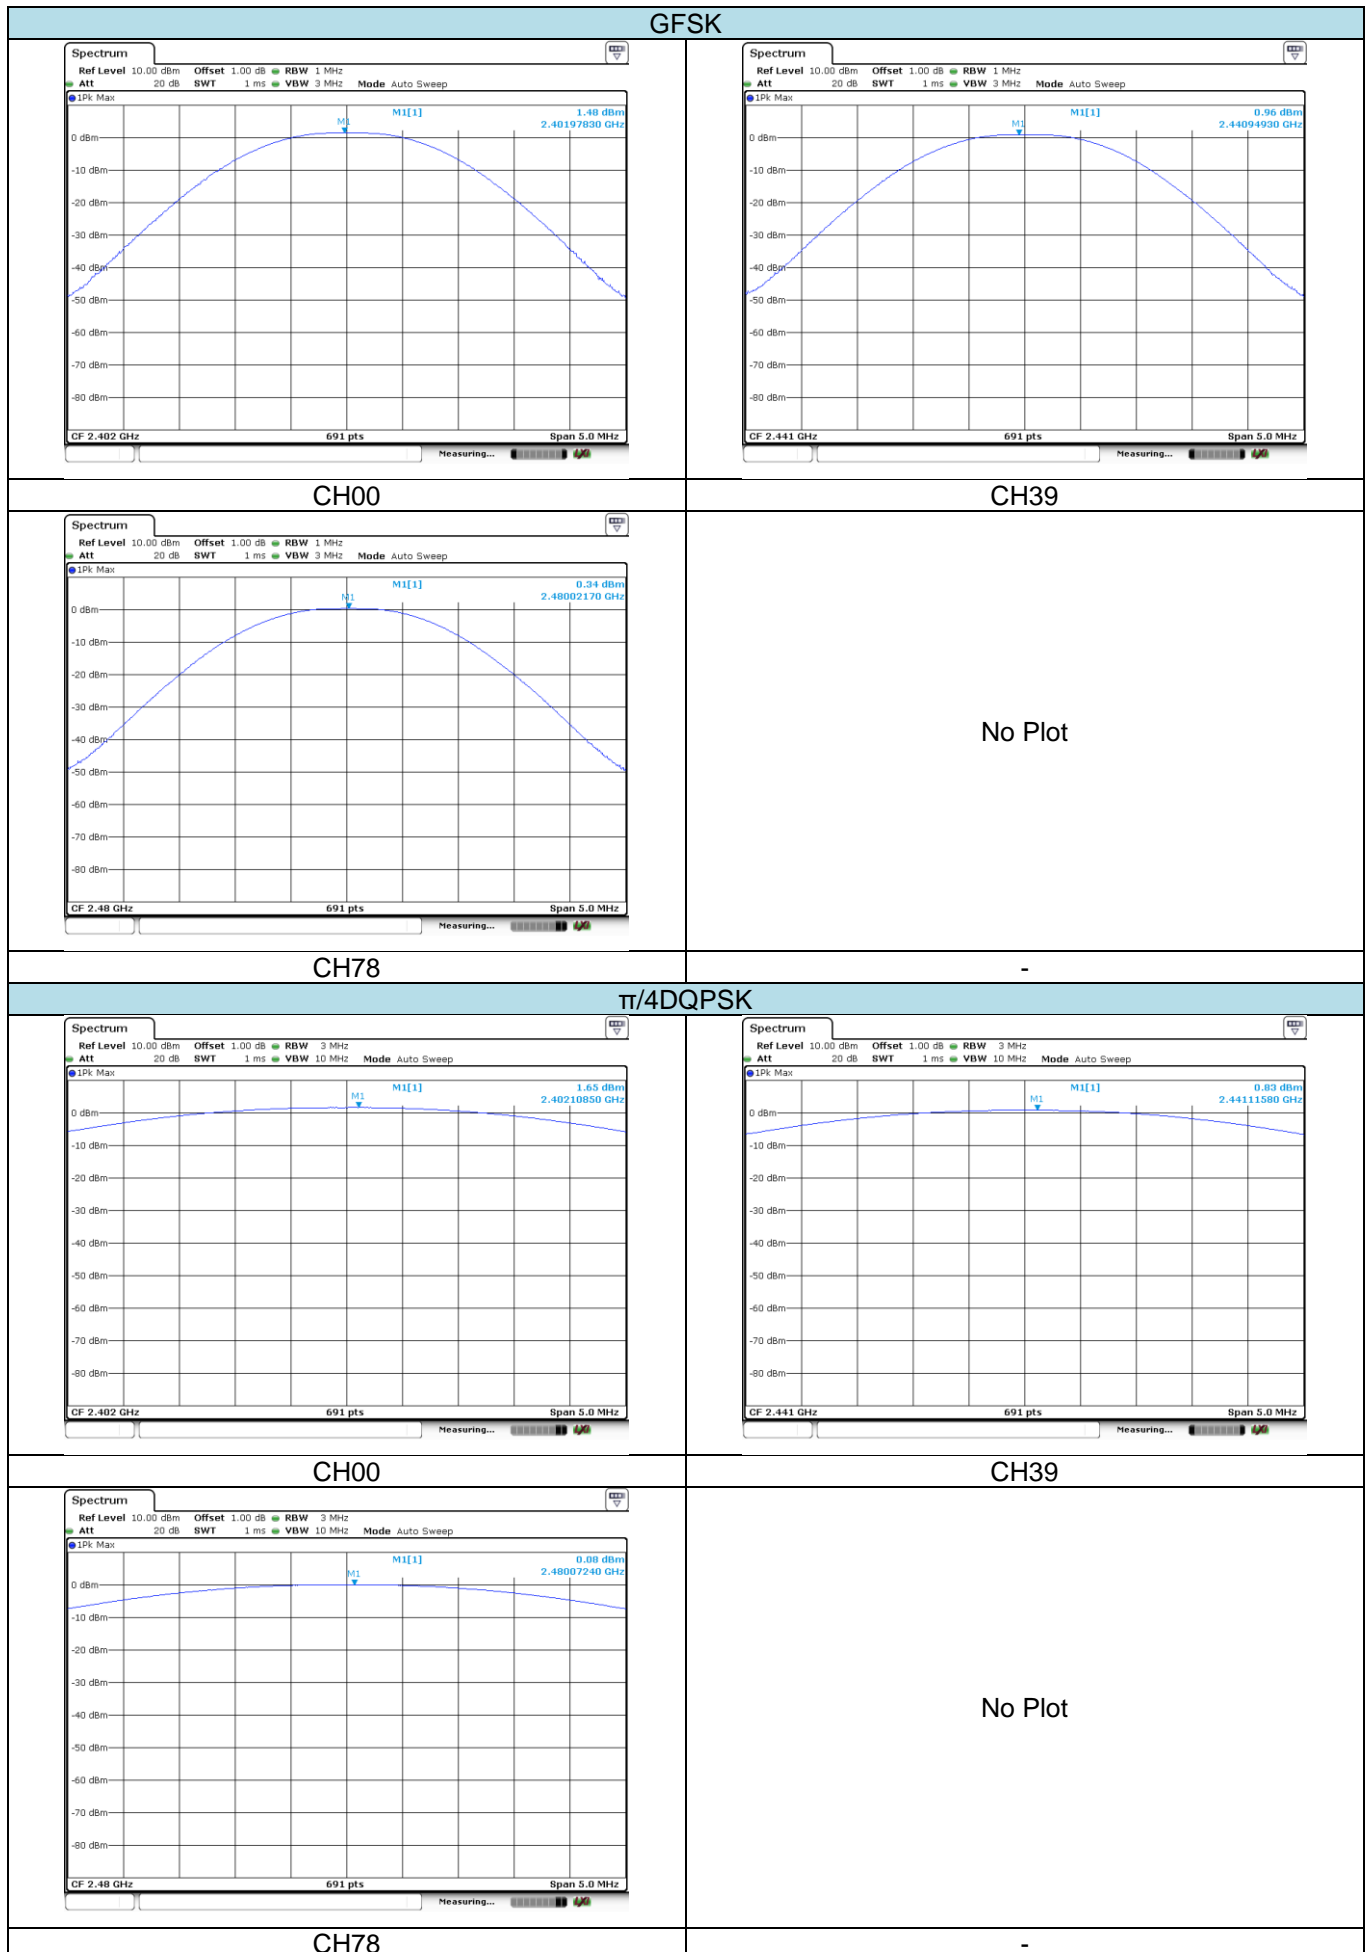 GFSK
Spectrum
Ref Level 10.00 dBm Offset 1.00 dB RBW 1 MHz
Att 20 dB SWT 1 ms VBW 3 MHz Mode Auto Sweep
1Pk Max
M1[1] 1.48 dBm
2.40197830 GHz
M1
0 dBm
-10 dBm
-20 dBm
-30 dBm
-40 dBm
-50 dBm
-60 dBm
-70 dBm
-80 dBm
CF 2.402 GHz 691 pts Span 5.0 MHz
Measuring...
CH00
Spectrum
Ref Level 10.00 dBm Offset 1.00 dB RBW 1 MHz
Att 20 dB SWT 1 ms VBW 3 MHz Mode Auto Sweep
1Pk Max
M1[1] 0.96 dBm
2.44094930 GHz
M1
0 dBm
-10 dBm
-20 dBm
-30 dBm
-40 dBm
-50 dBm
-60 dBm
-70 dBm
-80 dBm
CF 2.441 GHz 691 pts Span 5.0 MHz
Measuring...
CH39
Spectrum
Ref Level 10.00 dBm Offset 1.00 dB RBW 1 MHz
Att 20 dB SWT 1 ms VBW 3 MHz Mode Auto Sweep
1Pk Max
M1[1] 0.34 dBm
2.48002170 GHz
M1
0 dBm
-10 dBm
-20 dBm
-30 dBm
-40 dBm
-50 dBm
-60 dBm
-70 dBm
-80 dBm
CF 2.48 GHz 691 pts Span 5.0 MHz
Measuring...
CH78
No Plot
-
π/4DQPSK
Spectrum
Ref Level 10.00 dBm Offset 1.00 dB RBW 3 MHz
Att 20 dB SWT 1 ms VBW 10 MHz Mode Auto Sweep
1Pk Max
M1[1] 1.65 dBm
2.40210850 GHz
M1
0 dBm
-10 dBm
-20 dBm
-30 dBm
-40 dBm
-50 dBm
-60 dBm
-70 dBm
-80 dBm
CF 2.402 GHz 691 pts Span 5.0 MHz
Measuring...
CH00
Spectrum
Ref Level 10.00 dBm Offset 1.00 dB RBW 3 MHz
Att 20 dB SWT 1 ms VBW 10 MHz Mode Auto Sweep
1Pk Max
M1[1] 0.83 dBm
2.44111580 GHz
M1
0 dBm
-10 dBm
-20 dBm
-30 dBm
-40 dBm
-50 dBm
-60 dBm
-70 dBm
-80 dBm
CF 2.441 GHz 691 pts Span 5.0 MHz
Measuring...
CH39
Spectrum
Ref Level 10.00 dBm Offset 1.00 dB RBW 3 MHz
Att 20 dB SWT 1 ms VBW 10 MHz Mode Auto Sweep
1Pk Max
M1[1] 0.08 dBm
2.48007240 GHz
M1
0 dBm
-10 dBm
-20 dBm
-30 dBm
-40 dBm
-50 dBm
-60 dBm
-70 dBm
-80 dBm
CF 2.48 GHz 691 pts Span 5.0 MHz
Measuring...
CH78
No Plot
-